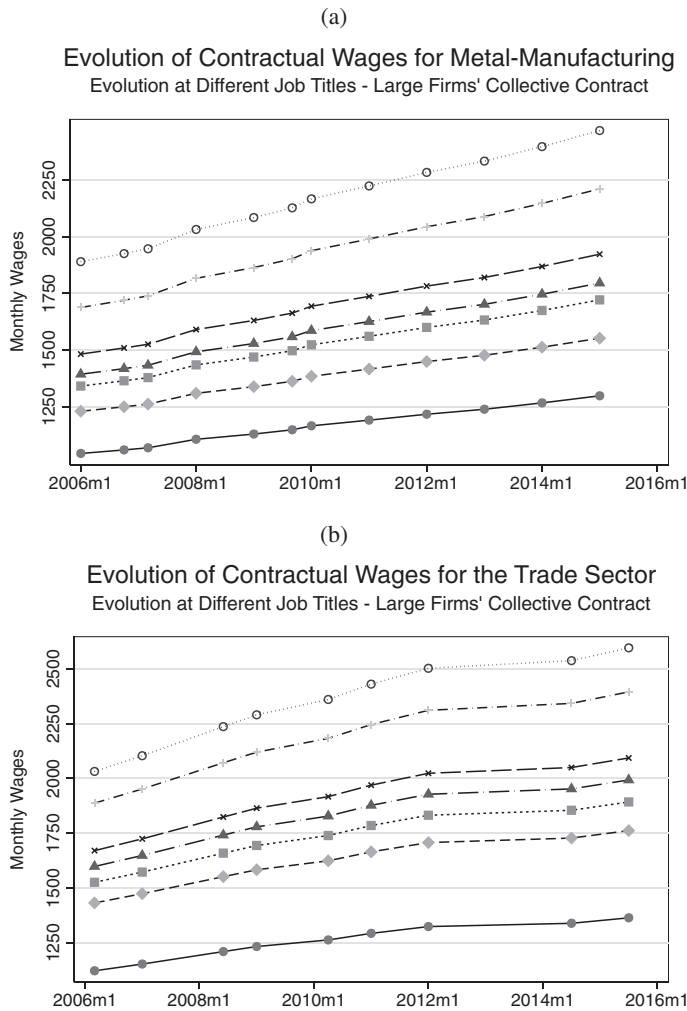 (a)
Evolution of Contractual Wages for Metal-Manufacturing
Evolution at Different Job Titles - Large Firms' Collective Contract
Monthly Wages
2250
2000
1750
1500
1250
2006m1 2008m1 2010m1 2012m1 2014m1 2016m1
(b)
Evolution of Contractual Wages for the Trade Sector
Evolution at Different Job Titles - Large Firms' Collective Contract
Monthly Wages
2500
2250
2000
1750
1500
1250
2006m1 2008m1 2010m1 2012m1 2014m1 2016m1